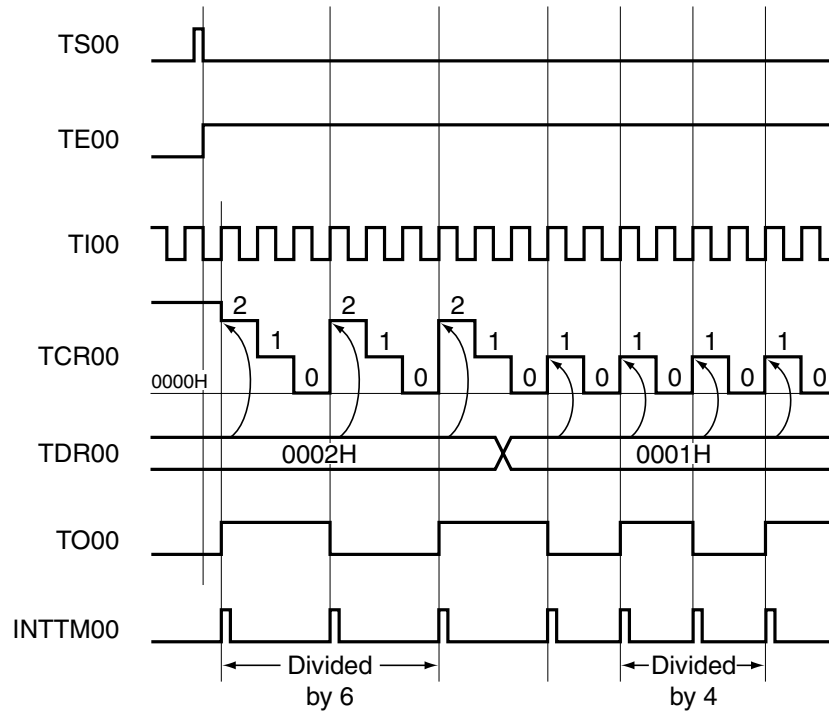 TS00
TE00
TI00
2 2 2
1 1 1 1 1 1 1
TCR00
0 0 0 0 0 0 0
0000H
TDR00 0002H 0001H
TO00
INTTM00
Divided by 6
Divided by 4